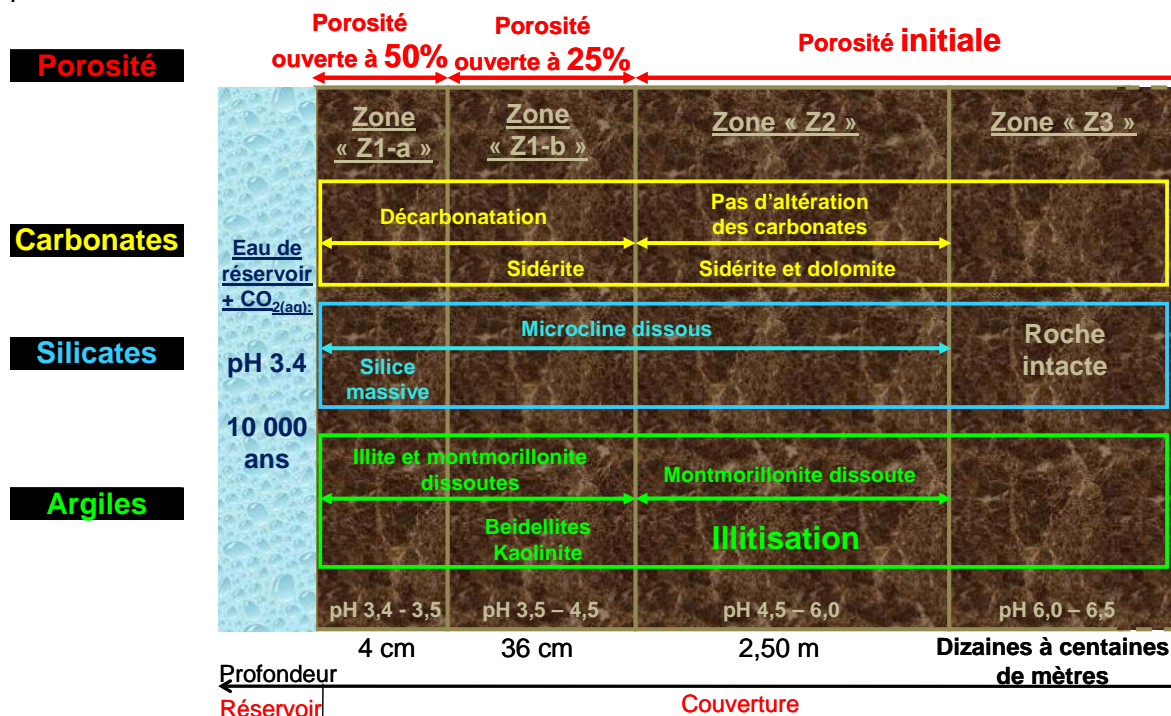 Porosité
Porosité
ouverte à 50%
Porosité
ouverte à 25%
Porosité initiale
Zone
« Z1-a »
Zone
« Z1-b »
Zone « Z2 »
Zone « Z3 »
Carbonates
Décarbonatation
Pas d'altération
des carbonates
Sidérite
Sidérite et dolomite
Eau de
réservoir
+ CO2(aq):
pH 3.4
10 000
ans
Silicates
Microcline dissous
Silice
massive
Roche
intacte
Argiles
Illite et montmorillonite
dissoutes
Montmorillonite dissoute
Beidellites
Kaolinite
Illitisation
pH 3,4 - 3,5
pH 3,5 – 4,5
pH 4,5 – 6,0
pH 6,0 – 6,5
4 cm
36 cm
2,50 m
Dizaines à centaines
de mètres
Profondeur
Réservoir
Couverture